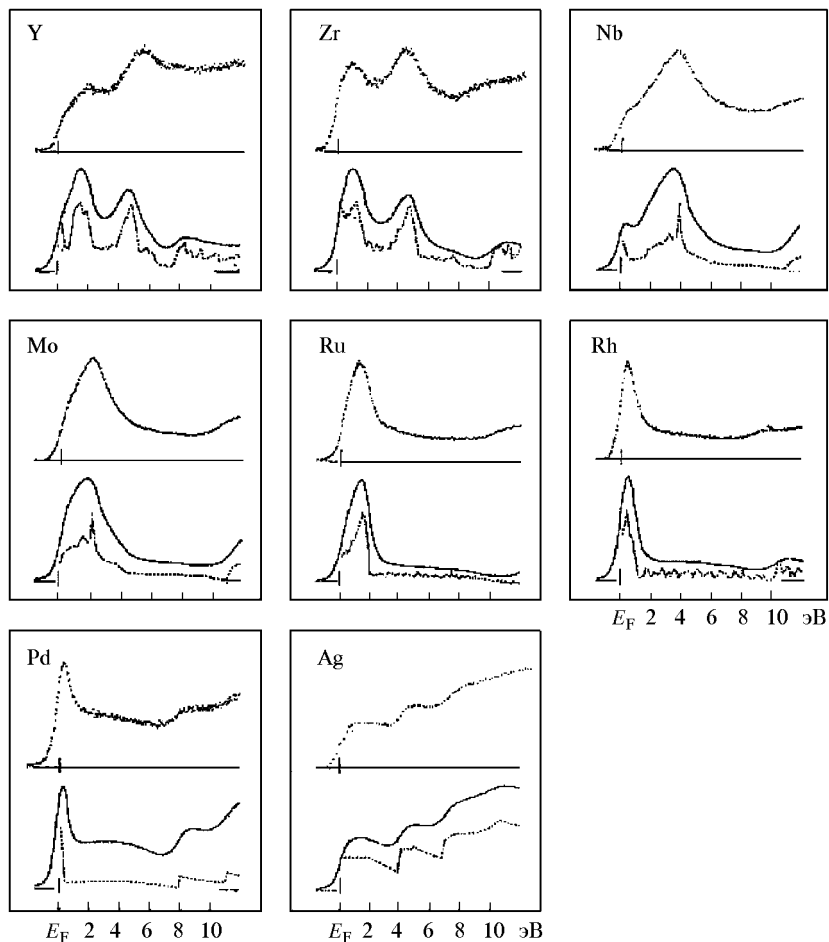 Y Zr Nb
Mo Ru Rh
E_F 2 4 6 8 10 эВ
Pd Ag
E_F 2 4 6 8 10 E_F 2 4 6 8 10 эВ